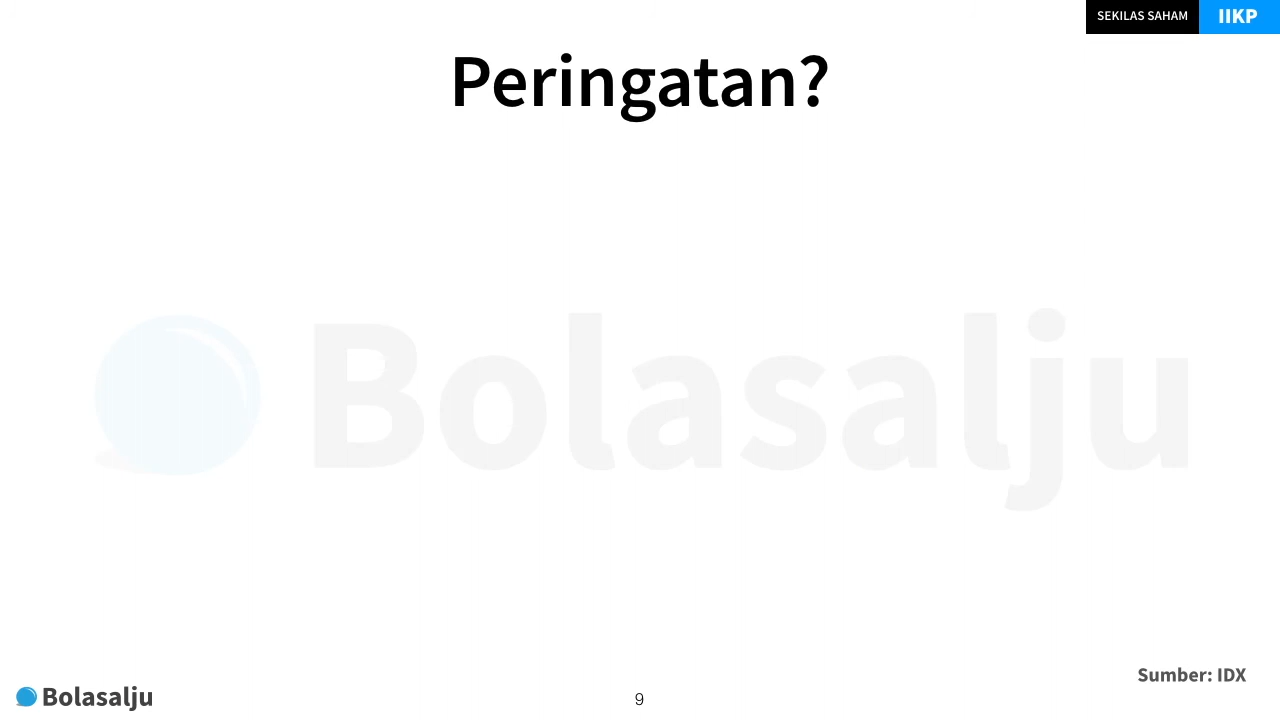 SEKILAS SAHAM IIKP
Peringatan?
Bolasalju
Sumber: IDX
Bolasalju
9